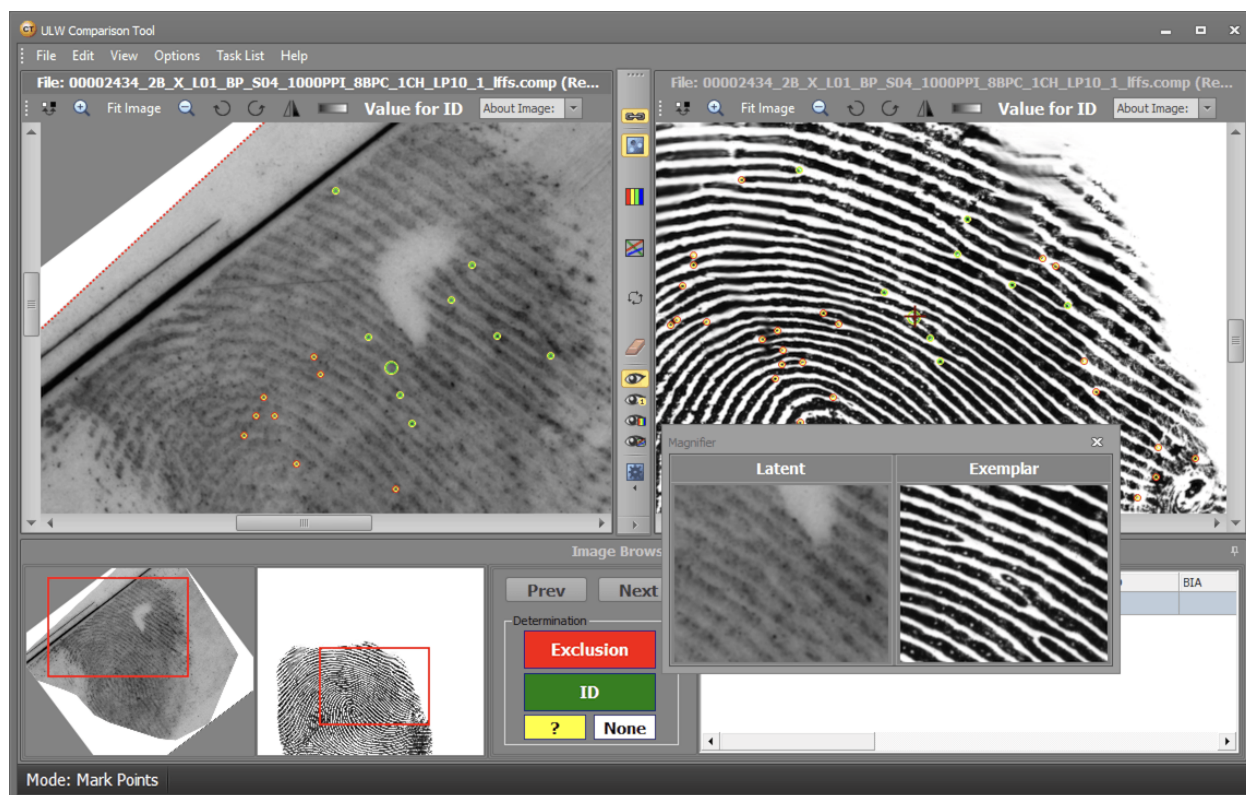 CT ULW Comparison Tool
File Edit View Options Task List Help
File: 00002434_2B_X_L01_BP_S04_1000PPI_8BPC_1CH_LP10_1_lffs.comp (Re...
Fit Image Value for ID About Image:
File: 00002434_2B_X_L01_BP_S04_1000PPI_8BPC_1CH_LP10_1_lffs.comp (Re...
Fit Image Value for ID About Image:
Magnifier
Latent Exemplar
Image Brows
Prev Next
BIA
Determination
Exclusion
ID
? None
Mode: Mark Points